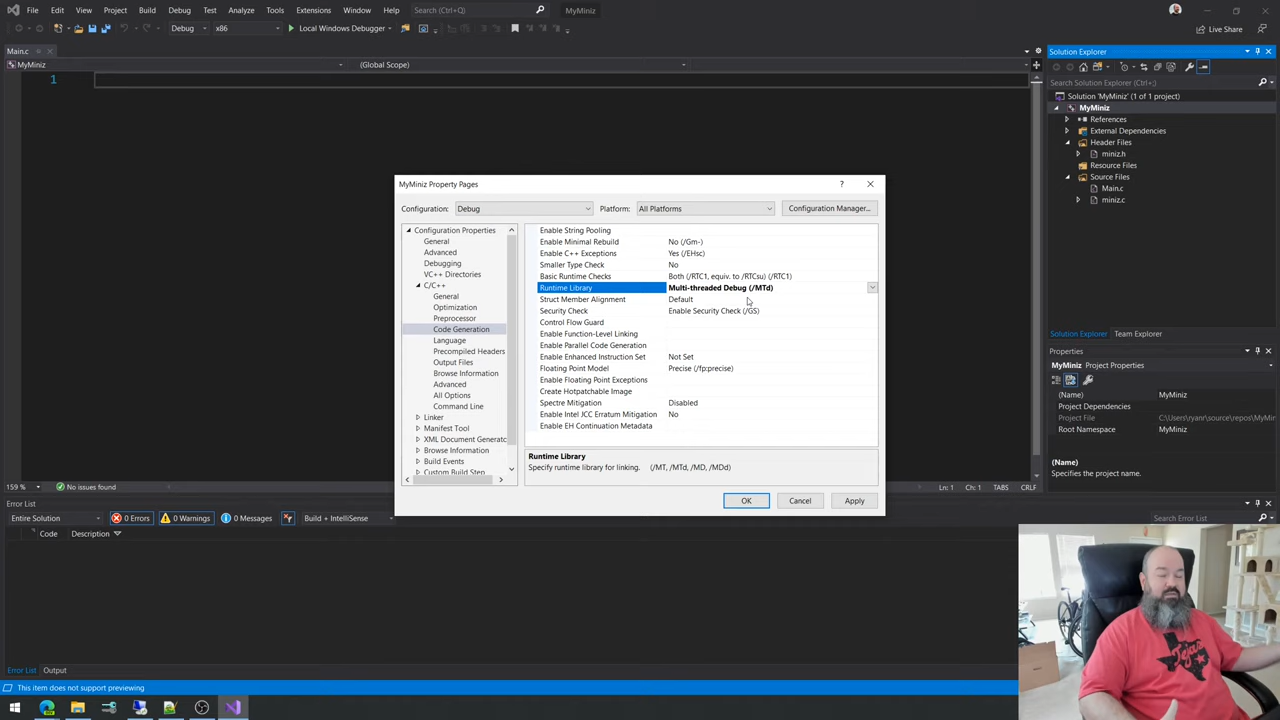 File Edit View Project Build Debug Test Analyze Tools Extensions Window Help Search (Ctrl+Q) MyMiniz
Debug x86 Local Windows Debugger Live Share
Main.c
MyMiniz (Global Scope)
1
Solution Explorer
Search Solution Explorer (Ctrl+;)
Solution 'MyMiniz' (1 of 1 project)
MyMiniz
References
External Dependencies
Header Files
miniz.h
Resource Files
Source Files
Main.c
miniz.c
Solution Explorer Team Explorer
Properties
MyMiniz Project Properties
(Name) MyMiniz
Project Dependencies
Project File C:\Users\ryanr\source\repos\MyMin
Root Namespace MyMiniz
(Name)
Specifies the project name.
MyMiniz Property Pages
Configuration: Debug Platform: All Platforms Configuration Manager...
Configuration Properties
General
Advanced
Debugging
VC++ Directories
C/C++
General
Optimization
Preprocessor
Code Generation
Language
Precompiled Headers
Output Files
Browse Information
Advanced
All Options
Command Line
Linker
Manifest Tool
XML Document Generato
Browse Information
Build Events
Custom Build Step
Enable String Pooling
Enable Minimal Rebuild No (/Gm-)
Enable C++ Exceptions Yes (/EHsc)
Smaller Type Check No
Basic Runtime Checks Both (/RTC1, equiv. to /RTCsu) (/RTC1)
Runtime Library Multi-threaded Debug (/MTd)
Struct Member Alignment Default
Security Check Enable Security Check (/GS)
Control Flow Guard
Enable Function-Level Linking
Enable Parallel Code Generation
Enable Enhanced Instruction Set Not Set
Floating Point Model Precise (/fp:precise)
Enable Floating Point Exceptions
Create Hotpatchable Image
Spectre Mitigation Disabled
Enable Intel JCC Erratum Mitigation No
Enable EH Continuation Metadata
Runtime Library
Specify runtime library for linking. (/MT, /MTd, /MD, /MDd)
OK Cancel Apply
159 % No issues found Ln: 1 Ch: 1 TABS CRLF
Error List
Entire Solution 0 Errors 0 Warnings 0 Messages Build + IntelliSense Search Error List
Code Description
Error List Output
This item does not support previewing